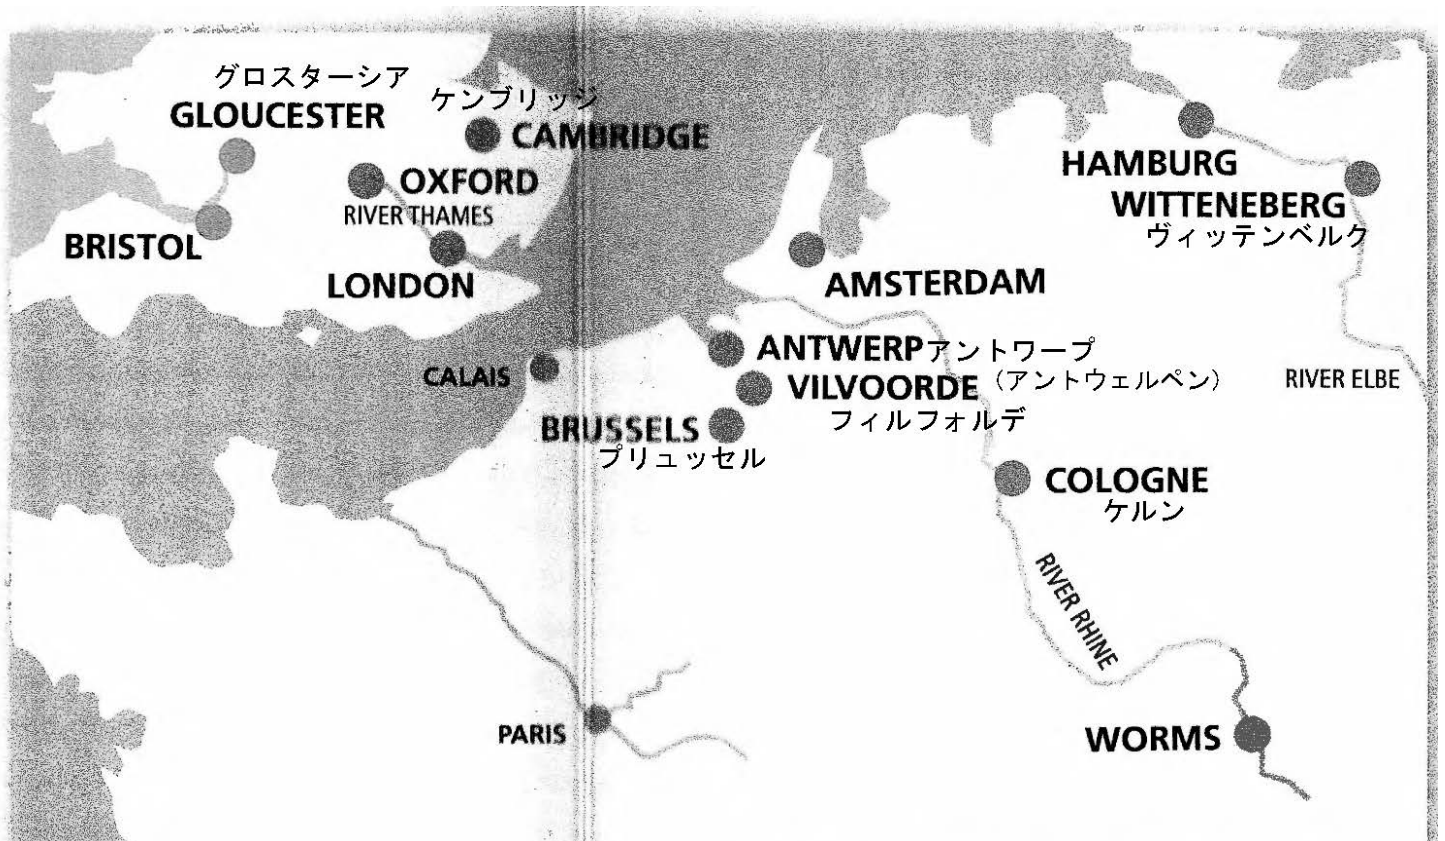 グロスターシア
GLOUCESTER
ケンブリッジ
CAMBRIDGE
OXFORD
RIVER THAMES
BRISTOL
LONDON
HAMBURG
WITTENEBERG
ヴィッテンベルク
AMSTERDAM
ANTWERPアントワープ
(アントウェルペン)
CALAIS
VILVOORDE
フィルフォルデ
RIVER ELBE
BRUSSELS
プリュッセル
COLOGNE
ケルン
RIVER RHINE
PARIS
WORMS